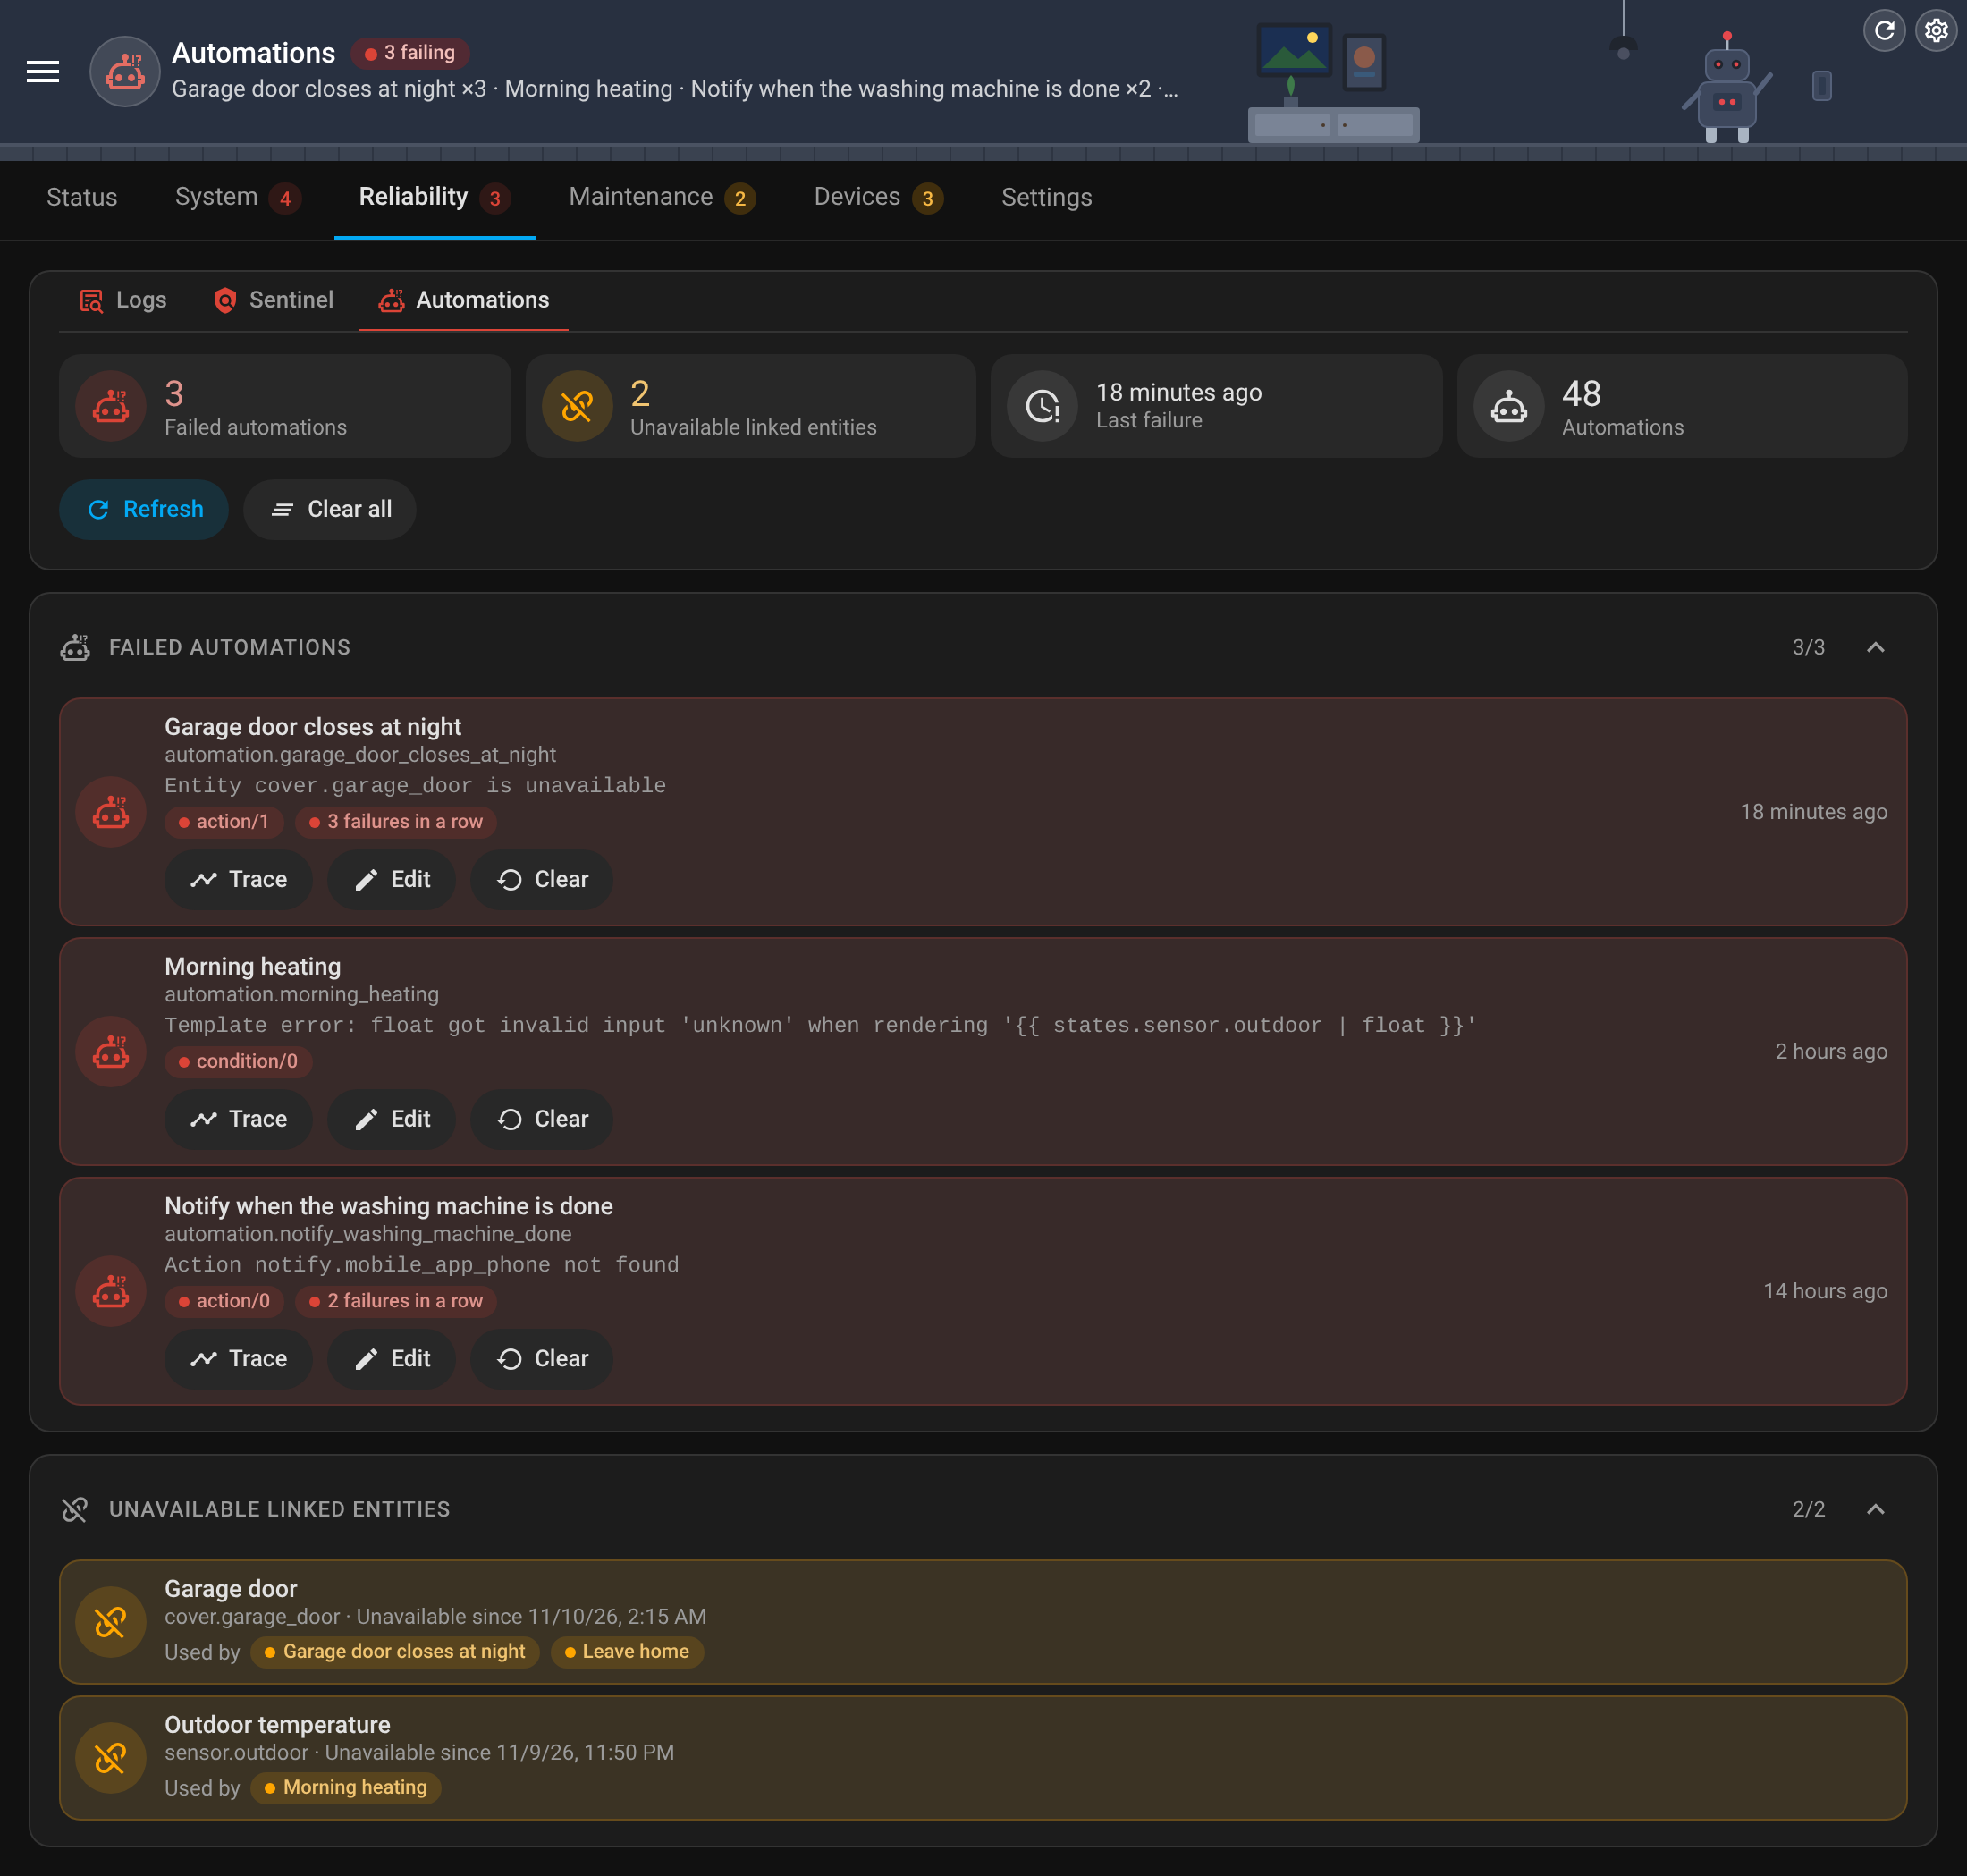 Automations 3 failing
Garage door closes at night ×3 · Morning heating · Notify when the washing machine is done ×2 ·…
Status System 4 Reliability 3 Maintenance 2 Devices 3 Settings
Logs Sentinel Automations
3
Failed automations
2
Unavailable linked entities
18 minutes ago
Last failure
48
Automations
Refresh Clear all
FAILED AUTOMATIONS 3/3
Garage door closes at night
automation.garage_door_closes_at_night
Entity cover.garage_door is unavailable
action/1 3 failures in a row
18 minutes ago
Trace Edit Clear
Morning heating
automation.morning_heating
Template error: float got invalid input 'unknown' when rendering '{{ states.sensor.outdoor | float }}'
condition/0
2 hours ago
Trace Edit Clear
Notify when the washing machine is done
automation.notify_washing_machine_done
Action notify.mobile_app_phone not found
action/0 2 failures in a row
14 hours ago
Trace Edit Clear
UNAVAILABLE LINKED ENTITIES 2/2
Garage door
cover.garage_door · Unavailable since 11/10/26, 2:15 AM
Used by Garage door closes at night Leave home
Outdoor temperature
sensor.outdoor · Unavailable since 11/9/26, 11:50 PM
Used by Morning heating